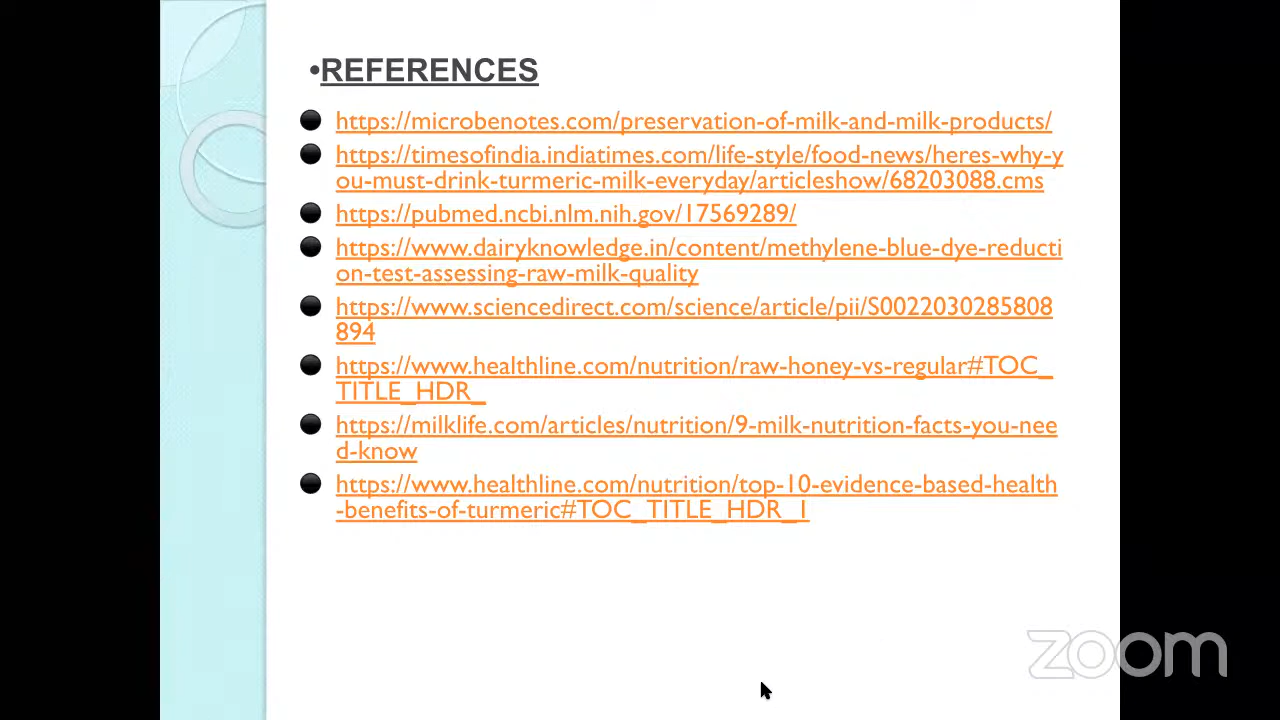 •REFERENCES
https://microbenotes.com/preservation-of-milk-and-milk-products/
https://timesofindia.indiatimes.com/life-style/food-news/heres-why-y
ou-must-drink-turmeric-milk-everyday/articleshow/68203088.cms
https://pubmed.ncbi.nlm.nih.gov/17569289/
https://www.dairyknowledge.in/content/methylene-blue-dye-reducti
on-test-assessing-raw-milk-quality
https://www.sciencedirect.com/science/article/pii/S0022030285808
894
https://www.healthline.com/nutrition/raw-honey-vs-regular#TOC_
TITLE_HDR_
https://milklife.com/articles/nutrition/9-milk-nutrition-facts-you-nee
d-know
https://www.healthline.com/nutrition/top-10-evidence-based-health
-benefits-of-turmeric#TOC_TITLE_HDR_1
zoom